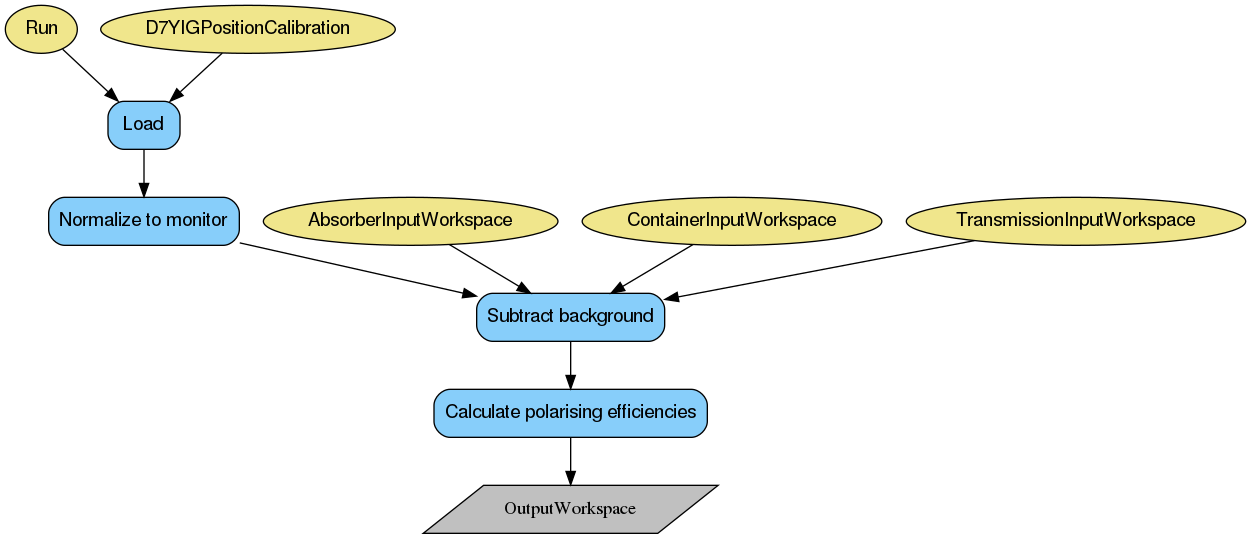 Run
D7YIGPositionCalibration
Load
Normalize to monitor
AbsorberInputWorkspace
ContainerInputWorkspace
TransmissionInputWorkspace
Subtract background
Calculate polarising efficiencies
OutputWorkspace